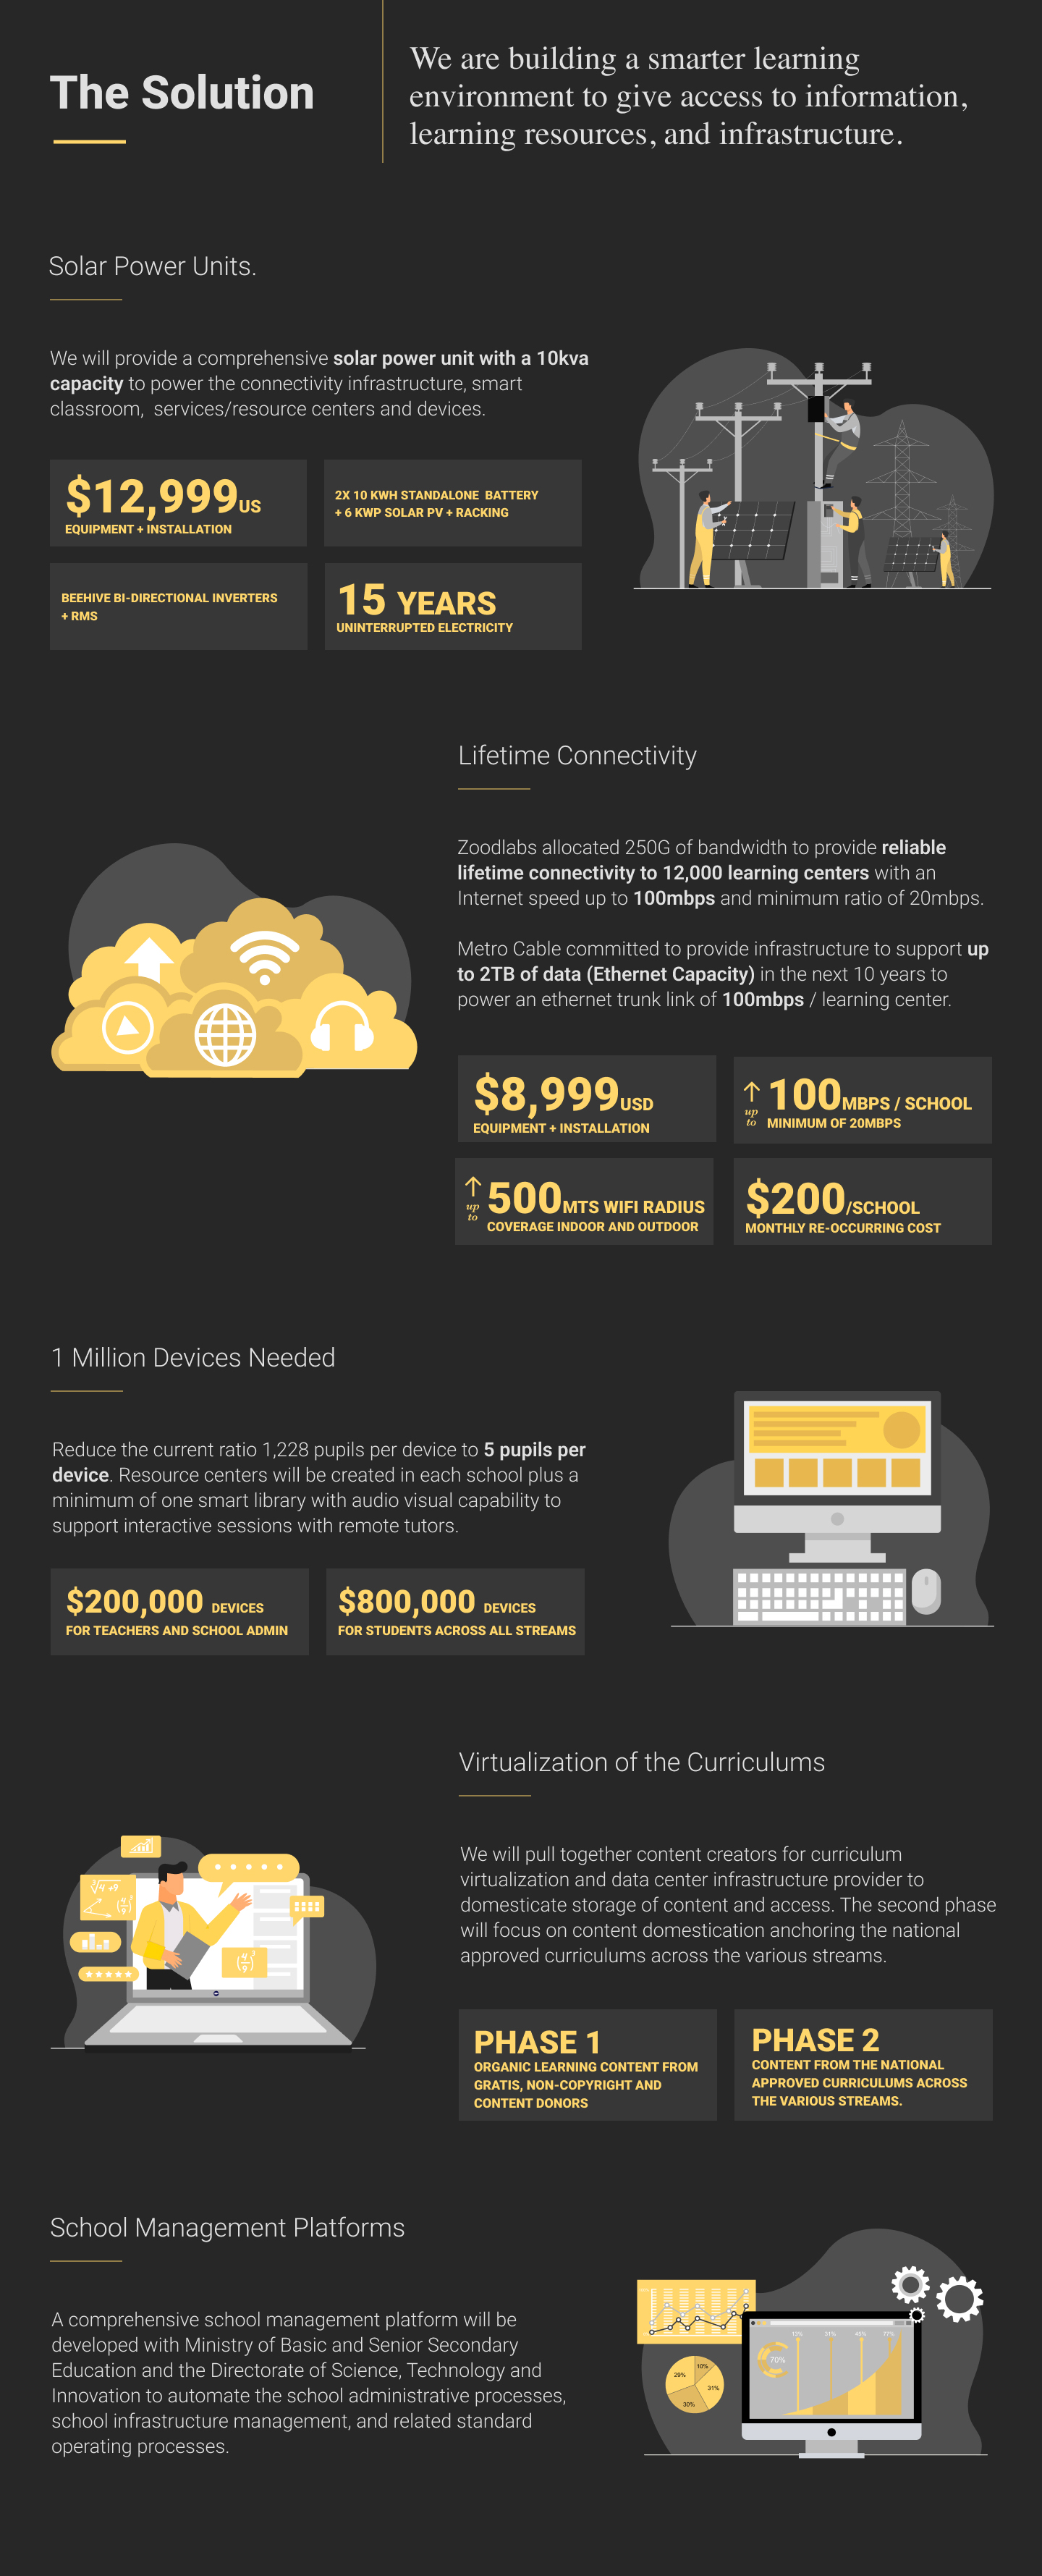 The Solution
We are building a smarter learning
environment to give access to information,
learning resources, and infrastructure.
Solar Power Units.
We will provide a comprehensive solar power unit with a 10kva
capacity to power the connectivity infrastructure, smart
classroom, services/resource centers and devices.
$12,999US
EQUIPMENT + INSTALLATION
2X 10 KWH STANDALONE BATTERY
+ 6 KWP SOLAR PV + RACKING
BEEHIVE BI-DIRECTIONAL INVERTERS
+ RMS
15 YEARS
UNINTERRUPTED ELECTRICITY
Lifetime Connectivity
Zoodlabs allocated 250G of bandwidth to provide reliable
lifetime connectivity to 12,000 learning centers with an
Internet speed up to 100mbps and minimum ratio of 20mbps.
Metro Cable committed to provide infrastructure to support up
to 2TB of data (Ethernet Capacity) in the next 10 years to
power an ethernet trunk link of 100mbps / learning center.
$8,999USD
EQUIPMENT + INSTALLATION
up
to
100MBPS / SCHOOL
MINIMUM OF 20MBPS
up
to
500MTS WIFI RADIUS
COVERAGE INDOOR AND OUTDOOR
$200/SCHOOL
MONTHLY RE-OCCURRING COST
1 Million Devices Needed
Reduce the current ratio 1,228 pupils per device to 5 pupils per
device. Resource centers will be created in each school plus a
minimum of one smart library with audio visual capability to
support interactive sessions with remote tutors.
$200,000 DEVICES
FOR TEACHERS AND SCHOOL ADMIN
$800,000 DEVICES
FOR STUDENTS ACROSS ALL STREAMS
Virtualization of the Curriculums
We will pull together content creators for curriculum
virtualization and data center infrastructure provider to
domesticate storage of content and access. The second phase
will focus on content domestication anchoring the national
approved curriculums across the various streams.
PHASE 1
ORGANIC LEARNING CONTENT FROM
GRATIS, NON-COPYRIGHT AND
CONTENT DONORS
PHASE 2
CONTENT FROM THE NATIONAL
APPROVED CURRICULUMS ACROSS
THE VARIOUS STREAMS.
School Management Platforms
A comprehensive school management platform will be
developed with Ministry of Basic and Senior Secondary
Education and the Directorate of Science, Technology and
Innovation to automate the school administrative processes,
school infrastructure management, and related standard
operating processes.
13% 31% 45% 77%
70%
10%
29%
31%
30%